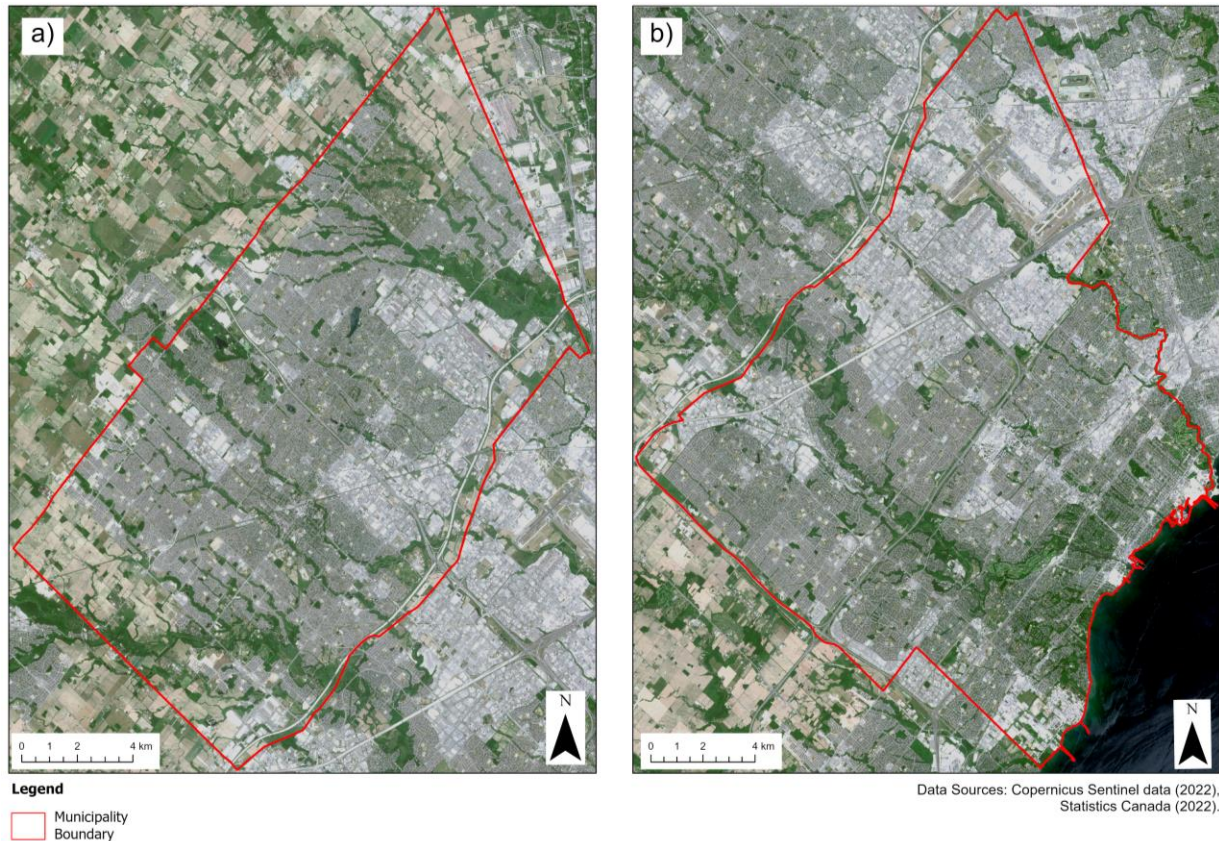 a)
b)
N
N
0 1 2 4 km
0 1 2 4 km
Legend
Municipality
Boundary
Data Sources: Copernicus Sentinel data (2022),
Statistics Canada (2022).